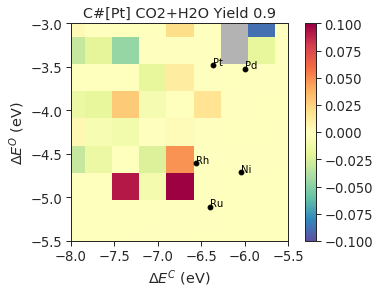 C#[Pt] CO2+H2O Yield 0.9
−3.0
−3.5
−4.0
−4.5
−5.0
−5.5
ΔE^O (eV)
Pt
Pd
Rh
Ni
Ru
−8.0 −7.5 −7.0 −6.5 −6.0 −5.5
ΔE^C (eV)
0.100
0.075
0.050
0.025
0.000
−0.025
−0.050
−0.075
−0.100